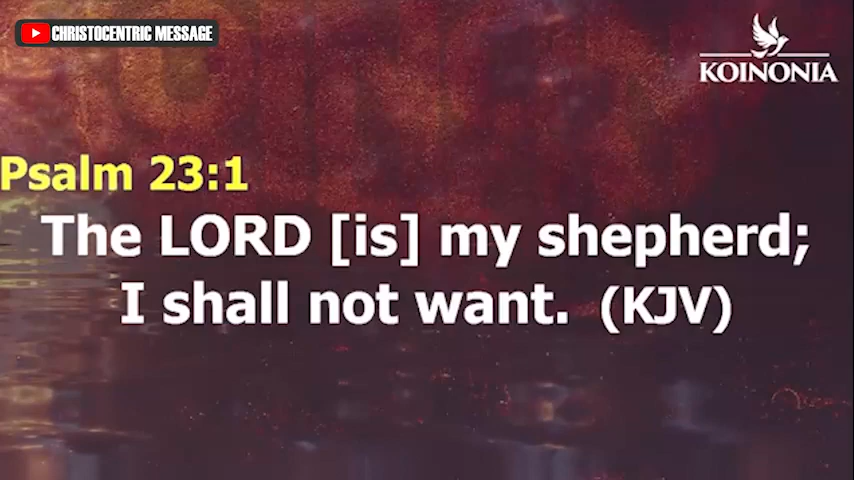 CHRISTOCENTRIC MESSAGE
KOINONIA
Psalm 23:1
The LORD [is] my shepherd;
I shall not want. (KJV)